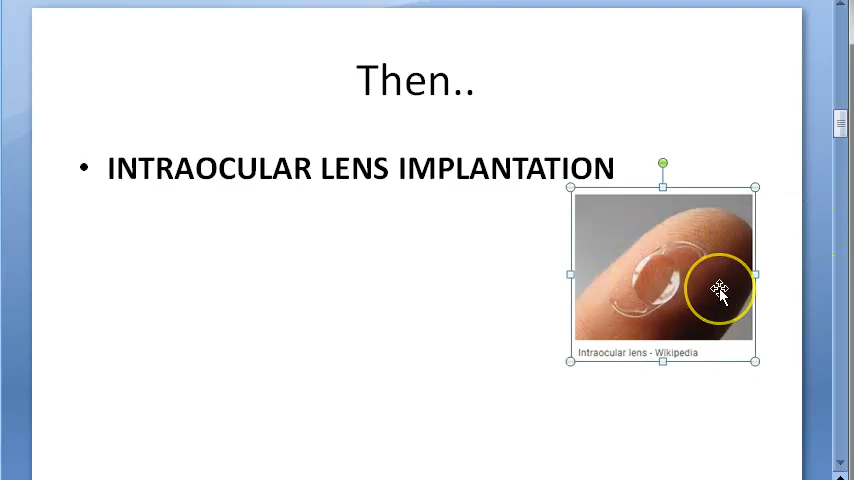 Then..
• INTRAOCULAR LENS IMPLANTATION
Intraocular lens - Wikipedia